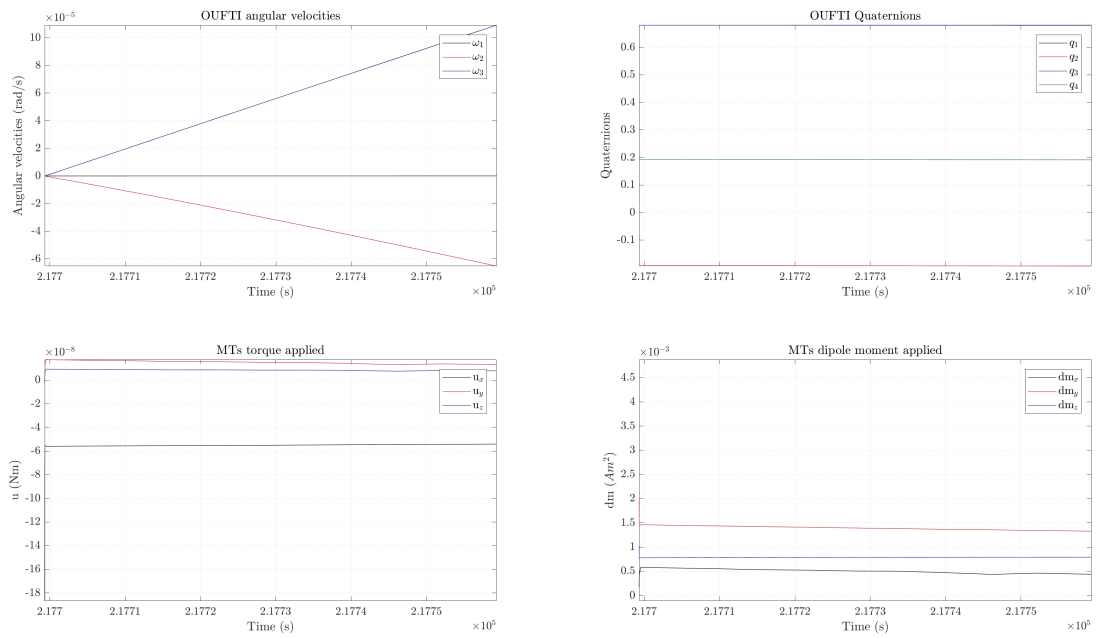 OUFTI angular velocities
×10⁻⁵
10
8
6
4
2
0
-2
-4
-6
Angular velocities (rad/s)
ω₁
ω₂
ω₃
2.177 2.1771 2.1772 2.1773 2.1774 2.1775
Time (s)
×10⁵
OUFTI Quaternions
0.6
0.5
0.4
0.3
0.2
0.1
0
-0.1
Quaternions
q₁
q₂
q₃
q₄
2.177 2.1771 2.1772 2.1773 2.1774 2.1775
Time (s)
×10⁵
MTs torque applied
×10⁻⁸
0
-2
-4
-6
-8
-10
-12
-14
-16
-18
u (Nm)
uₓ
u_y
u_z
2.177 2.1771 2.1772 2.1773 2.1774 2.1775
Time (s)
×10⁵
MTs dipole moment applied
×10⁻³
4.5
4
3.5
3
2.5
2
1.5
1
0.5
0
dm (Am²)
dmₓ
dm_y
dm_z
2.177 2.1771 2.1772 2.1773 2.1774 2.1775
Time (s)
×10⁵